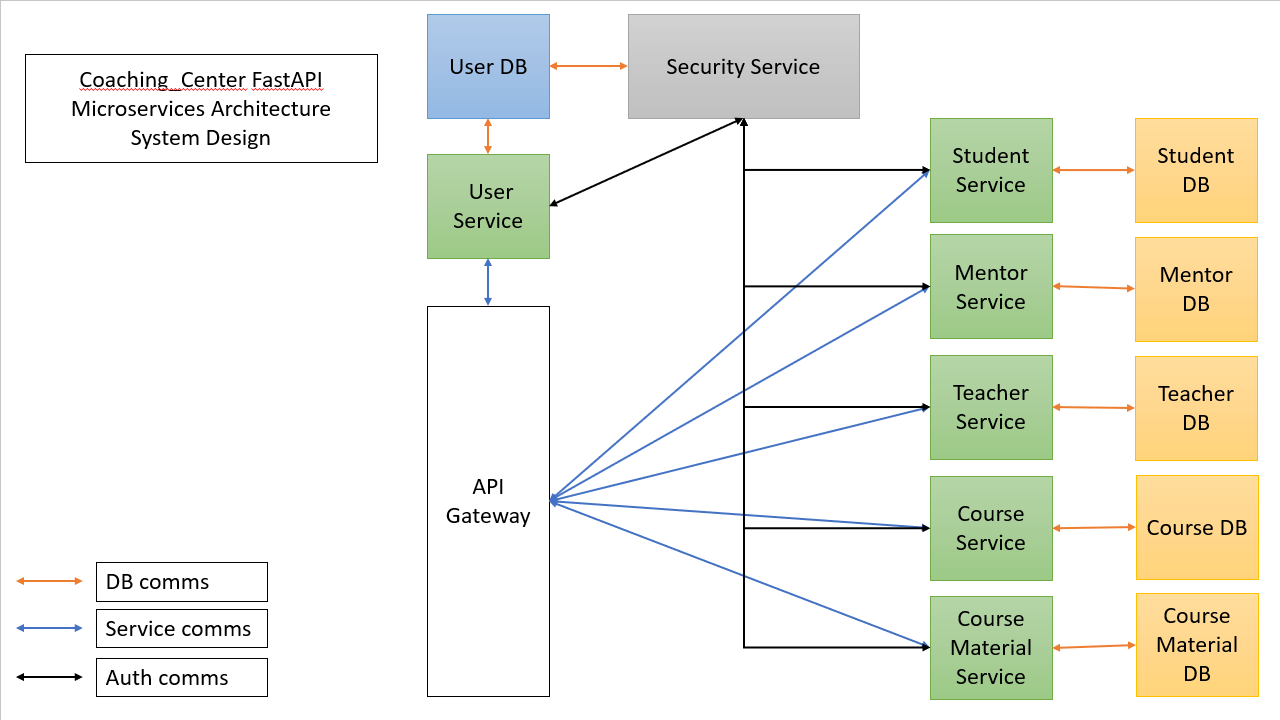 Coaching_Center FastAPI
Microservices Architecture
System Design
User DB
Security Service
User
Service
API
Gateway
Student
Service
Student
DB
Mentor
Service
Mentor
DB
Teacher
Service
Teacher
DB
Course
Service
Course DB
Course
Material
Service
Course
Material
DB
DB comms
Service comms
Auth comms